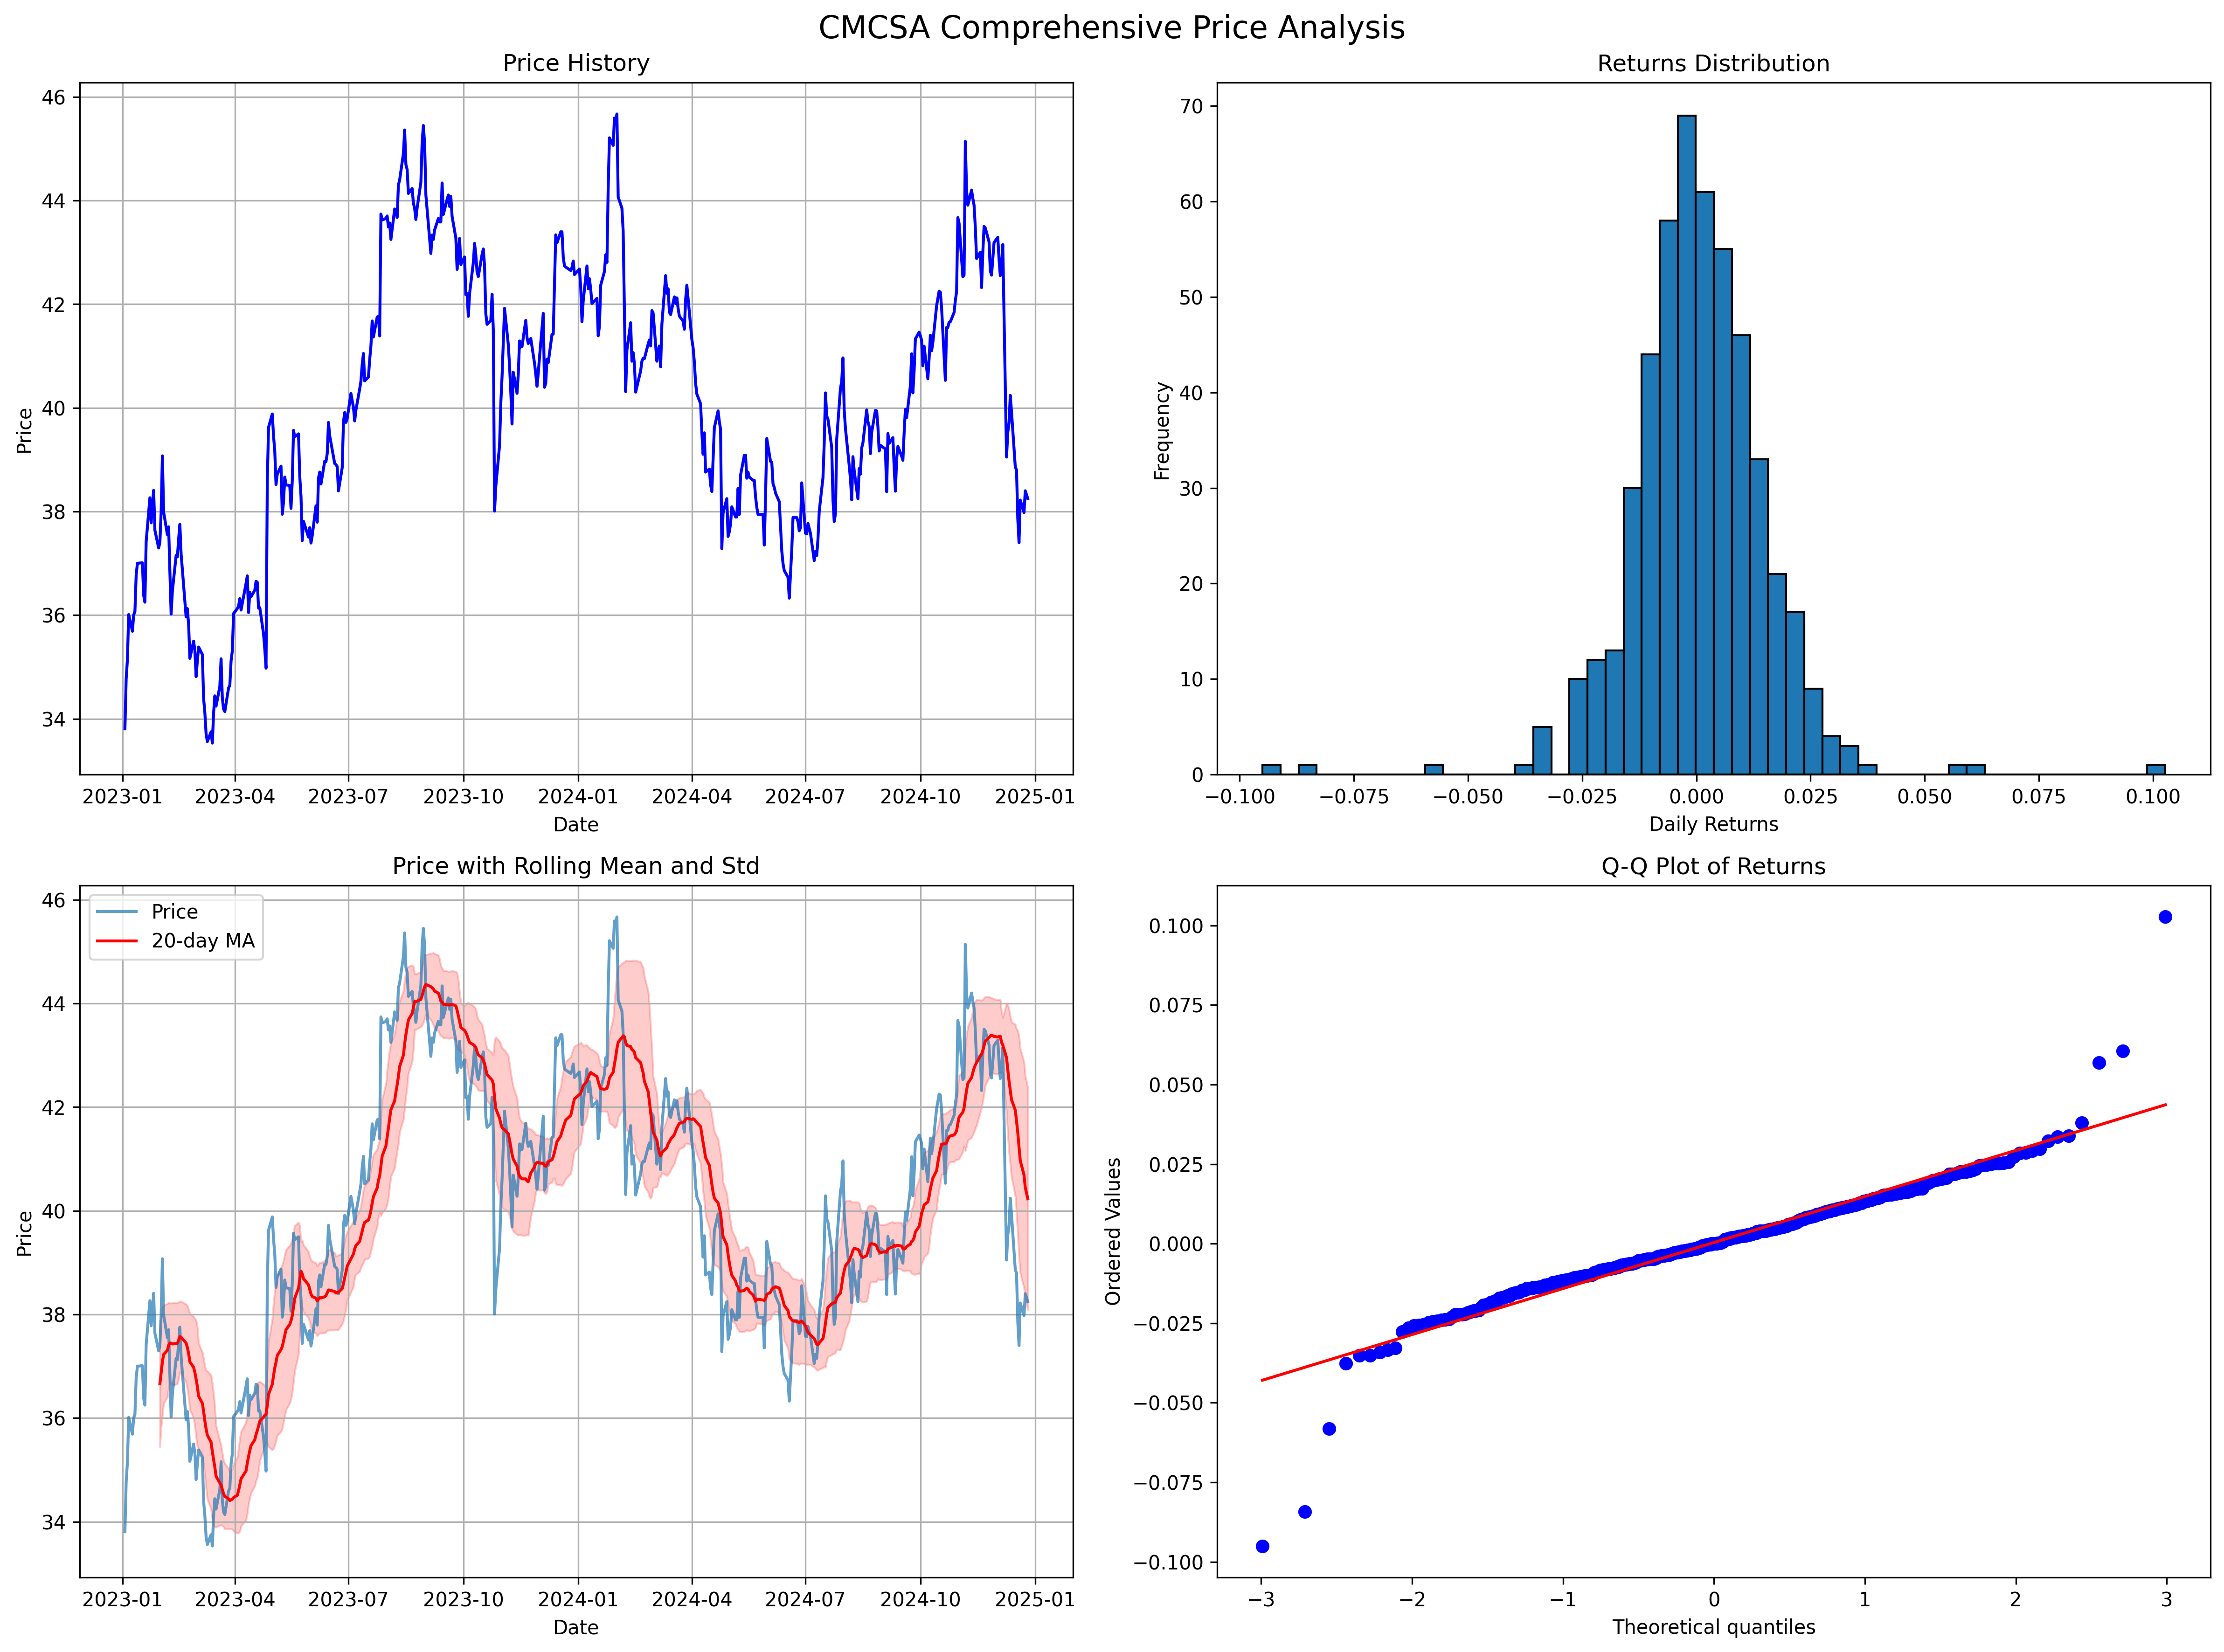 CMCSA Comprehensive Price Analysis
Price History
46
44
42
40
38
36
34
Price
2023-01 2023-04 2023-07 2023-10 2024-01 2024-04 2024-07 2024-10 2025-01
Date
Returns Distribution
70
60
50
40
30
20
10
0
Frequency
−0.100 −0.075 −0.050 −0.025 0.000 0.025 0.050 0.075 0.100
Daily Returns
Price with Rolling Mean and Std
Price
20-day MA
46
44
42
40
38
36
34
Price
2023-01 2023-04 2023-07 2023-10 2024-01 2024-04 2024-07 2024-10 2025-01
Date
Q-Q Plot of Returns
0.100
0.075
0.050
0.025
0.000
−0.025
−0.050
−0.075
−0.100
Ordered Values
−3 −2 −1 0 1 2 3
Theoretical quantiles